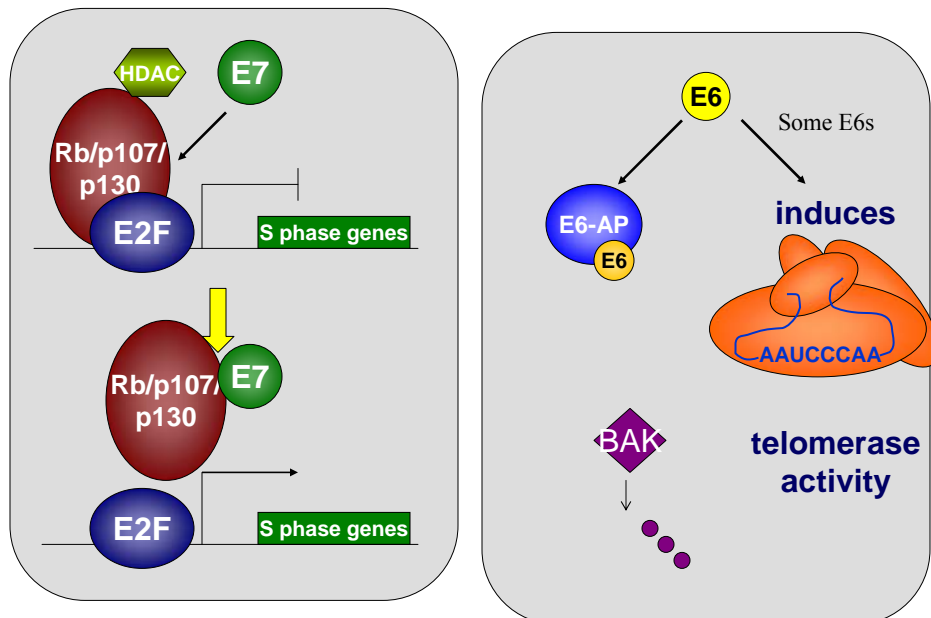 HDAC
E7
Rb/p107/
p130
E2F
S phase genes
Rb/p107/
p130
E7
E2F
S phase genes
E6
Some E6s
E6-AP
E6
induces
AAUCCCAA
telomerase
activity
BAK